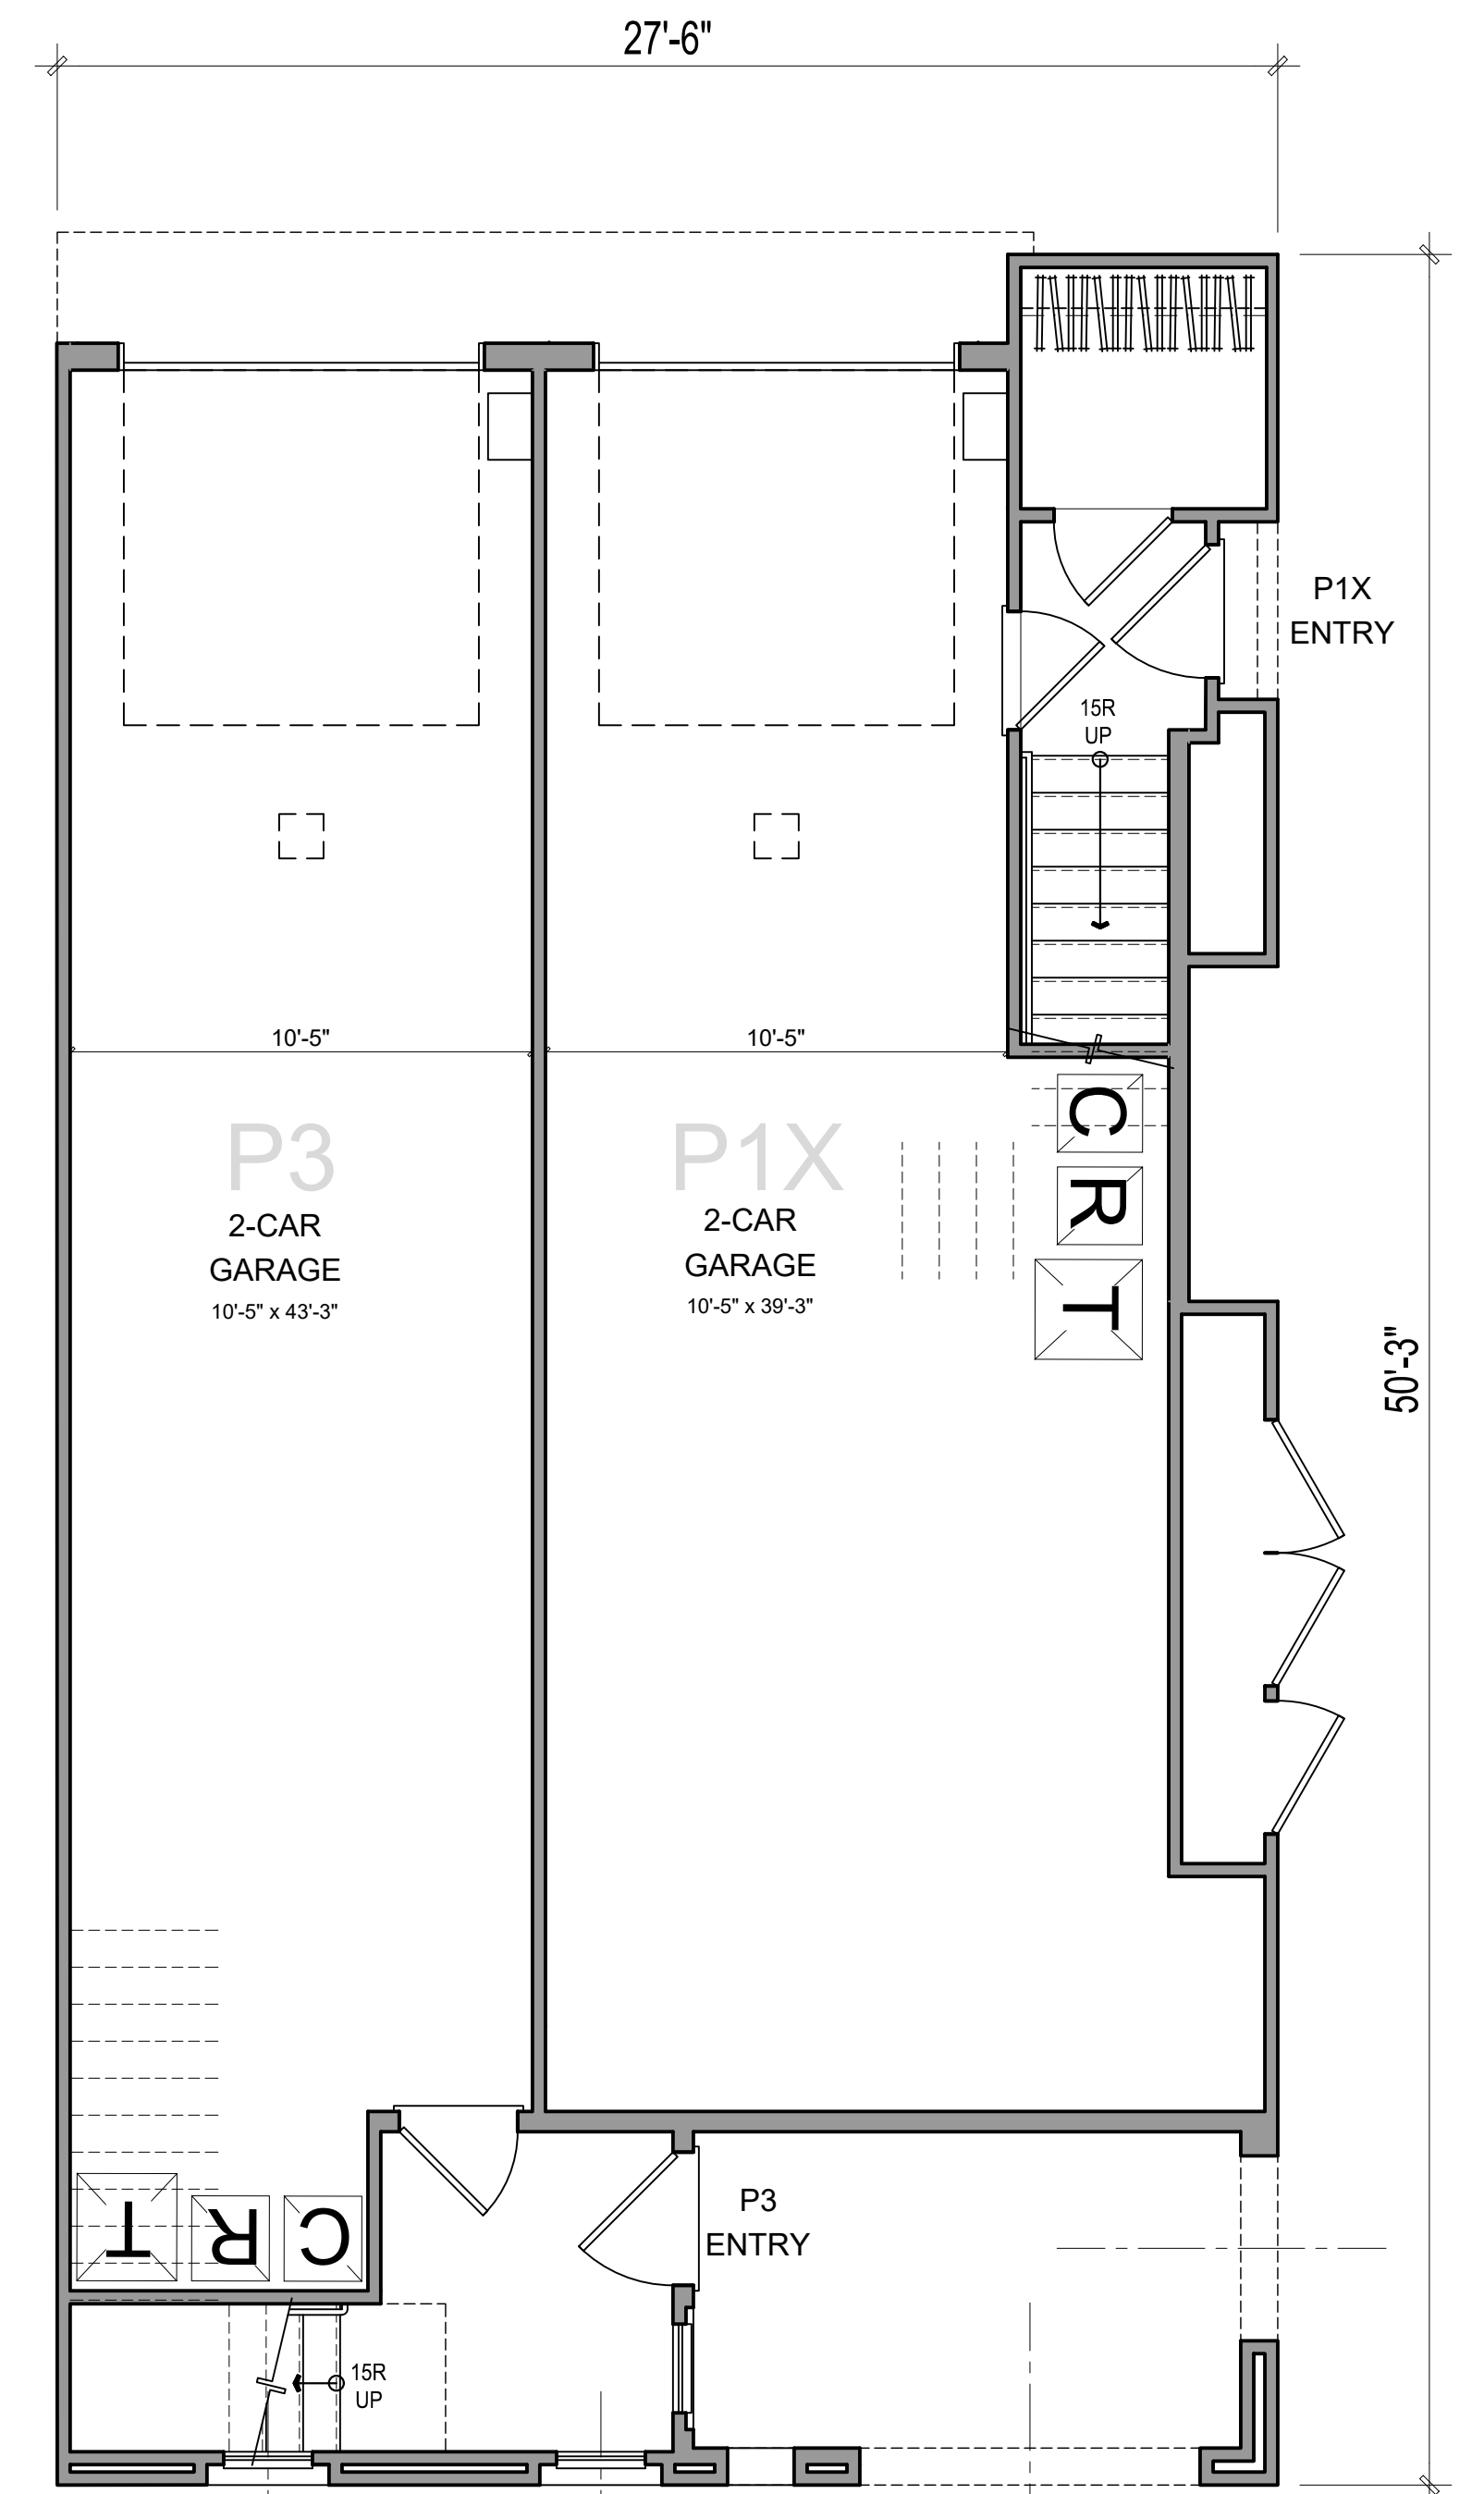 27'-6"
P1X
ENTRY
15R
UP
10'-5"
10'-5"
P3
2-CAR
GARAGE
10'-5" x 43'-3"
P1X
2-CAR
GARAGE
10'-5" x 39'-3"
C
R
T
50'-3"
P3
ENTRY
T
R
C
15R
UP